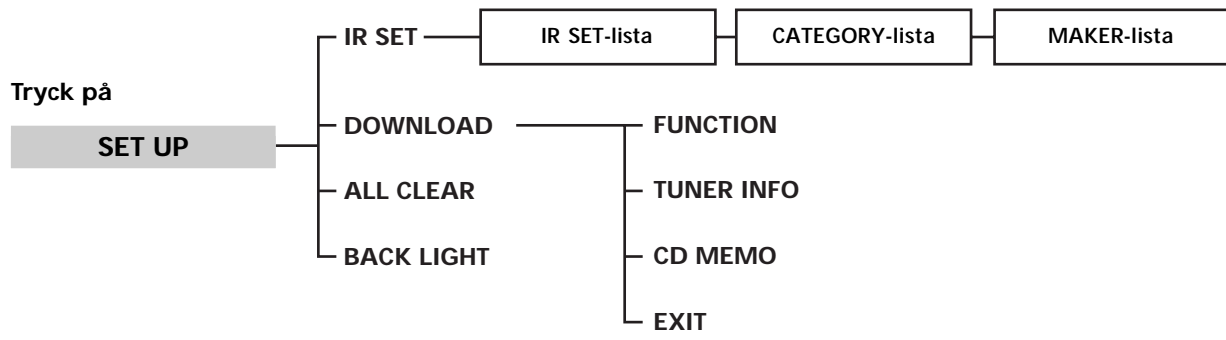 IR SET
IR SET-lista
CATEGORY-lista
MAKER-lista
Tryck på
SET UP
DOWNLOAD
FUNCTION
ALL CLEAR
TUNER INFO
BACK LIGHT
CD MEMO
EXIT